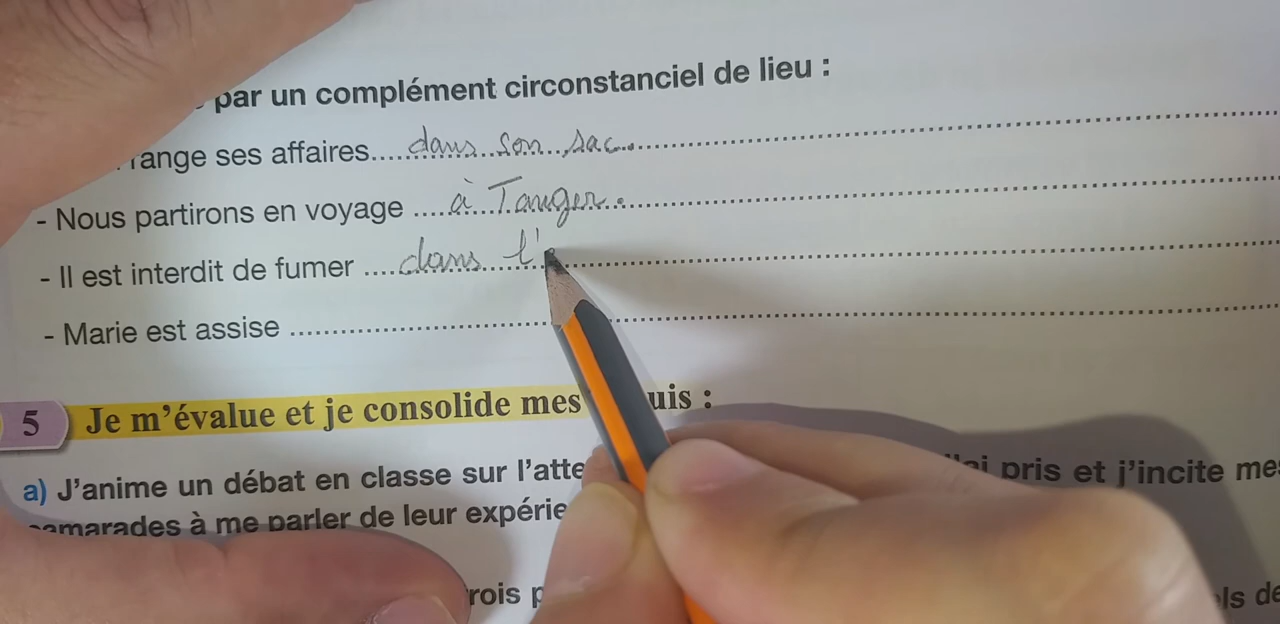 par un complément circonstanciel de lieu :
range ses affaires.....dans son sac.
- Nous partirons en voyage ....à Tanger.
- Il est interdit de fumer ....dans l'
- Marie est assise ....
5 Je m'évalue et je consolide mes uis :
a) J'anime un débat en classe sur l'atte j'ai pris et j'incite mes
camarades à me parler de leur expérie
rois p ls de